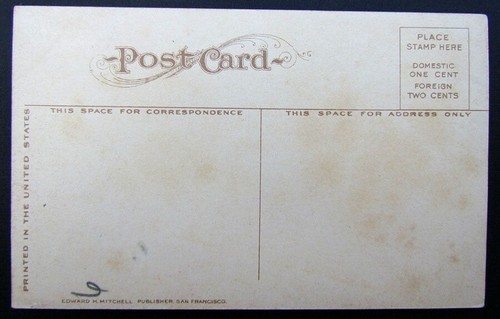 Post Card
PLACE
STAMP HERE
DOMESTIC
ONE CENT
FOREIGN
TWO CENTS
THIS SPACE FOR CORRESPONDENCE
THIS SPACE FOR ADDRESS ONLY
PRINTED IN THE UNITED STATES
EDWARD H. MITCHELL, PUBLISHER, SAN FRANCISCO.